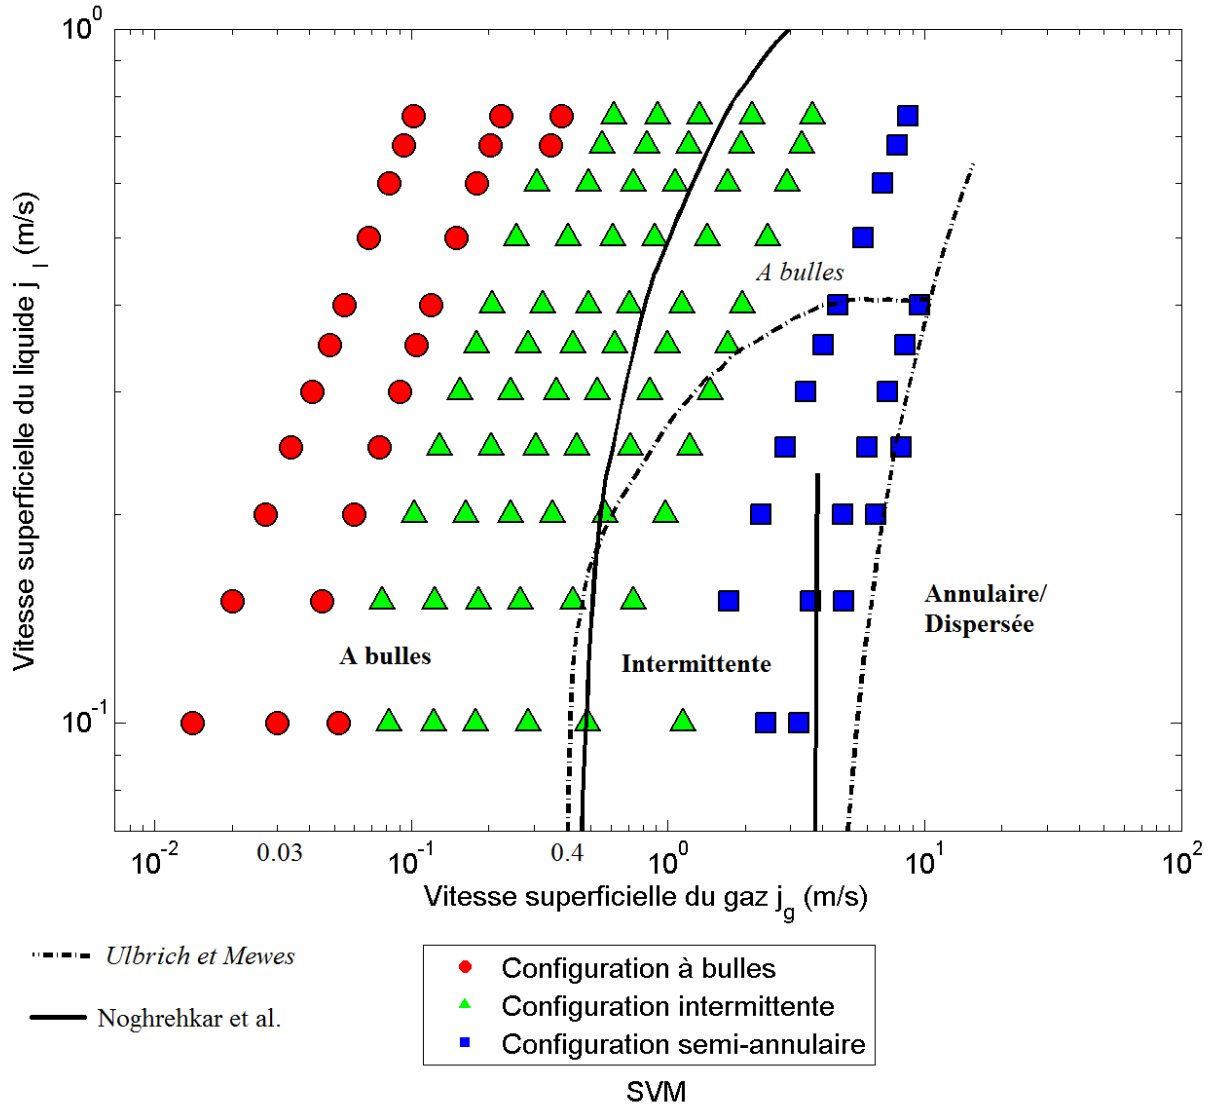 10^0
Vitesse superficielle du liquide j_l (m/s)
A bulles
Annulaire/
Dispersée
A bulles
Intermittente
10^-1
10^-2
0.03
10^-1
0.4
10^0
10^1
10^2
Vitesse superficielle du gaz j_g (m/s)
Ulbrich et Mewes
Noghrehkar et al.
Configuration à bulles
Configuration intermittente
Configuration semi-annulaire
SVM